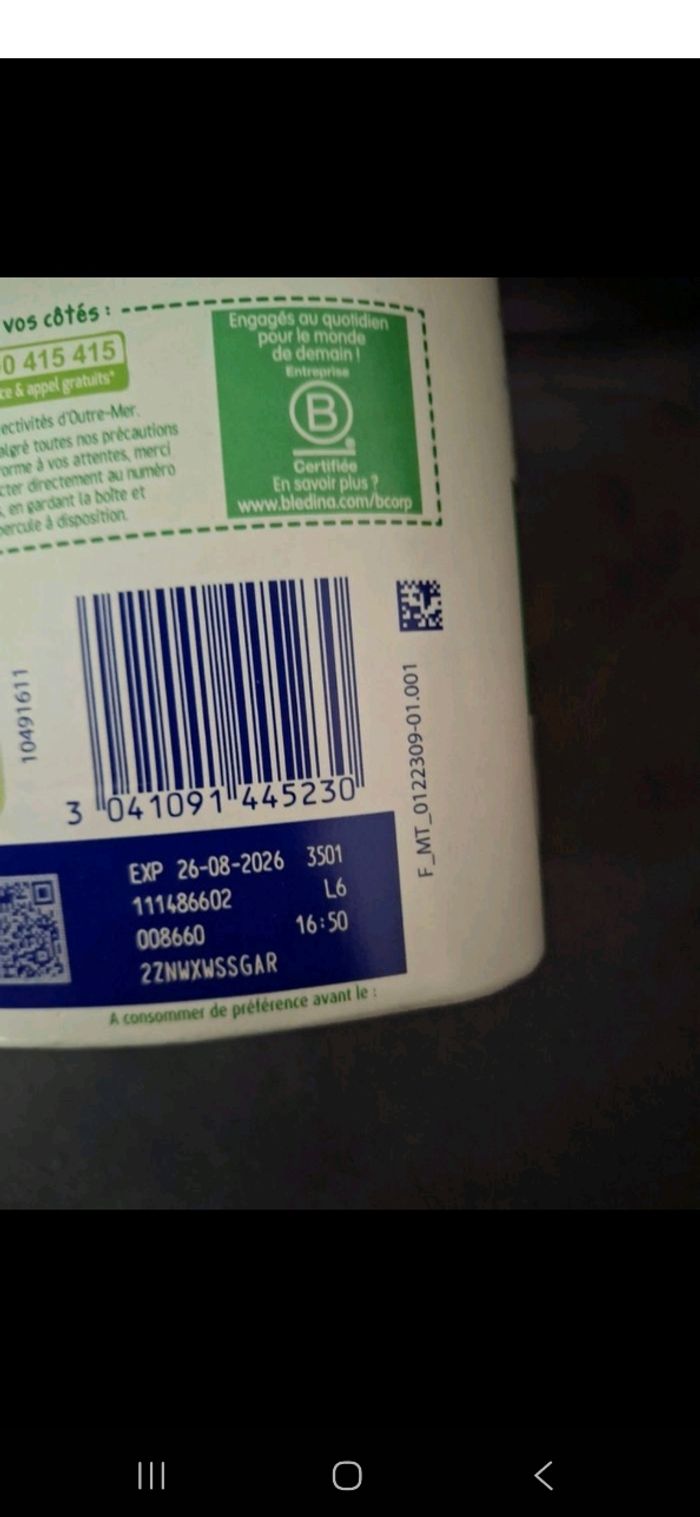 vos côtés :
0 415 415
ce & appel gratuits*
ectivités d'Outre-Mer.
algré toutes nos précautions
orme à vos attentes, merci
cter directement au numéro
, en gardant la boîte et
percule à disposition.
Engagés au quotidien
pour le monde
de demain !
Entreprise
B
Certifiée
En savoir plus ?
www.bledina.com/bcorp
10491611
3 041091 445230
F_MT_0122309-01.001
EXP 26-08-2026 3501
111486602 L6
008660 16:50
2ZNWXWSSGAR
A consommer de préférence avant le :